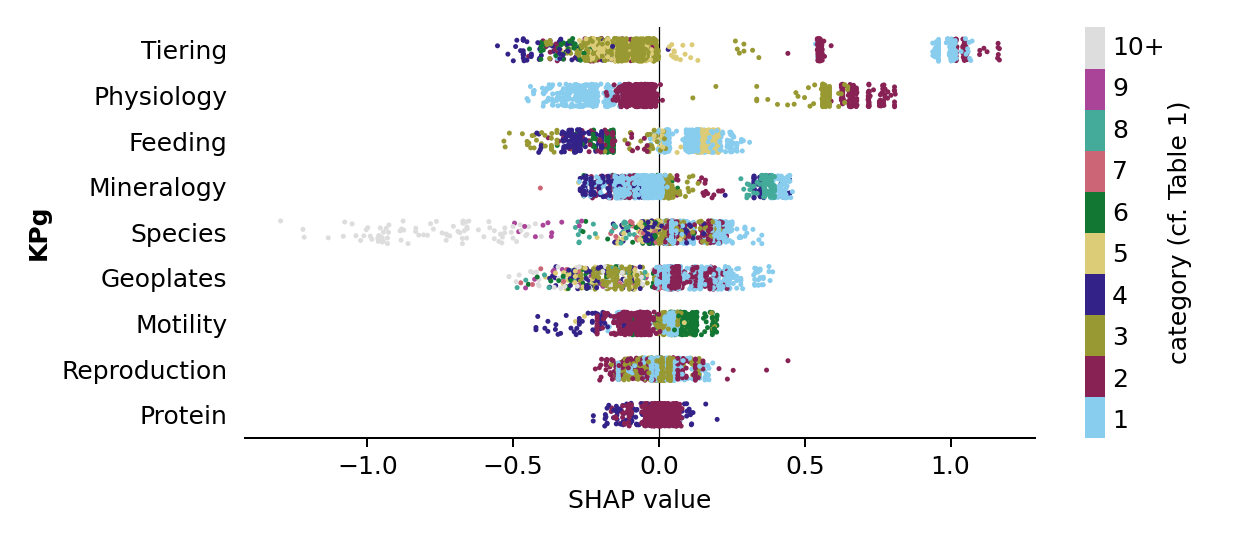 KPg
Tiering
Physiology
Feeding
Mineralogy
Species
Geoplates
Motility
Reproduction
Protein
−1.0 −0.5 0.0 0.5 1.0
SHAP value
10+
9
8
7
6
5
4
3
2
1
category (cf. Table 1)